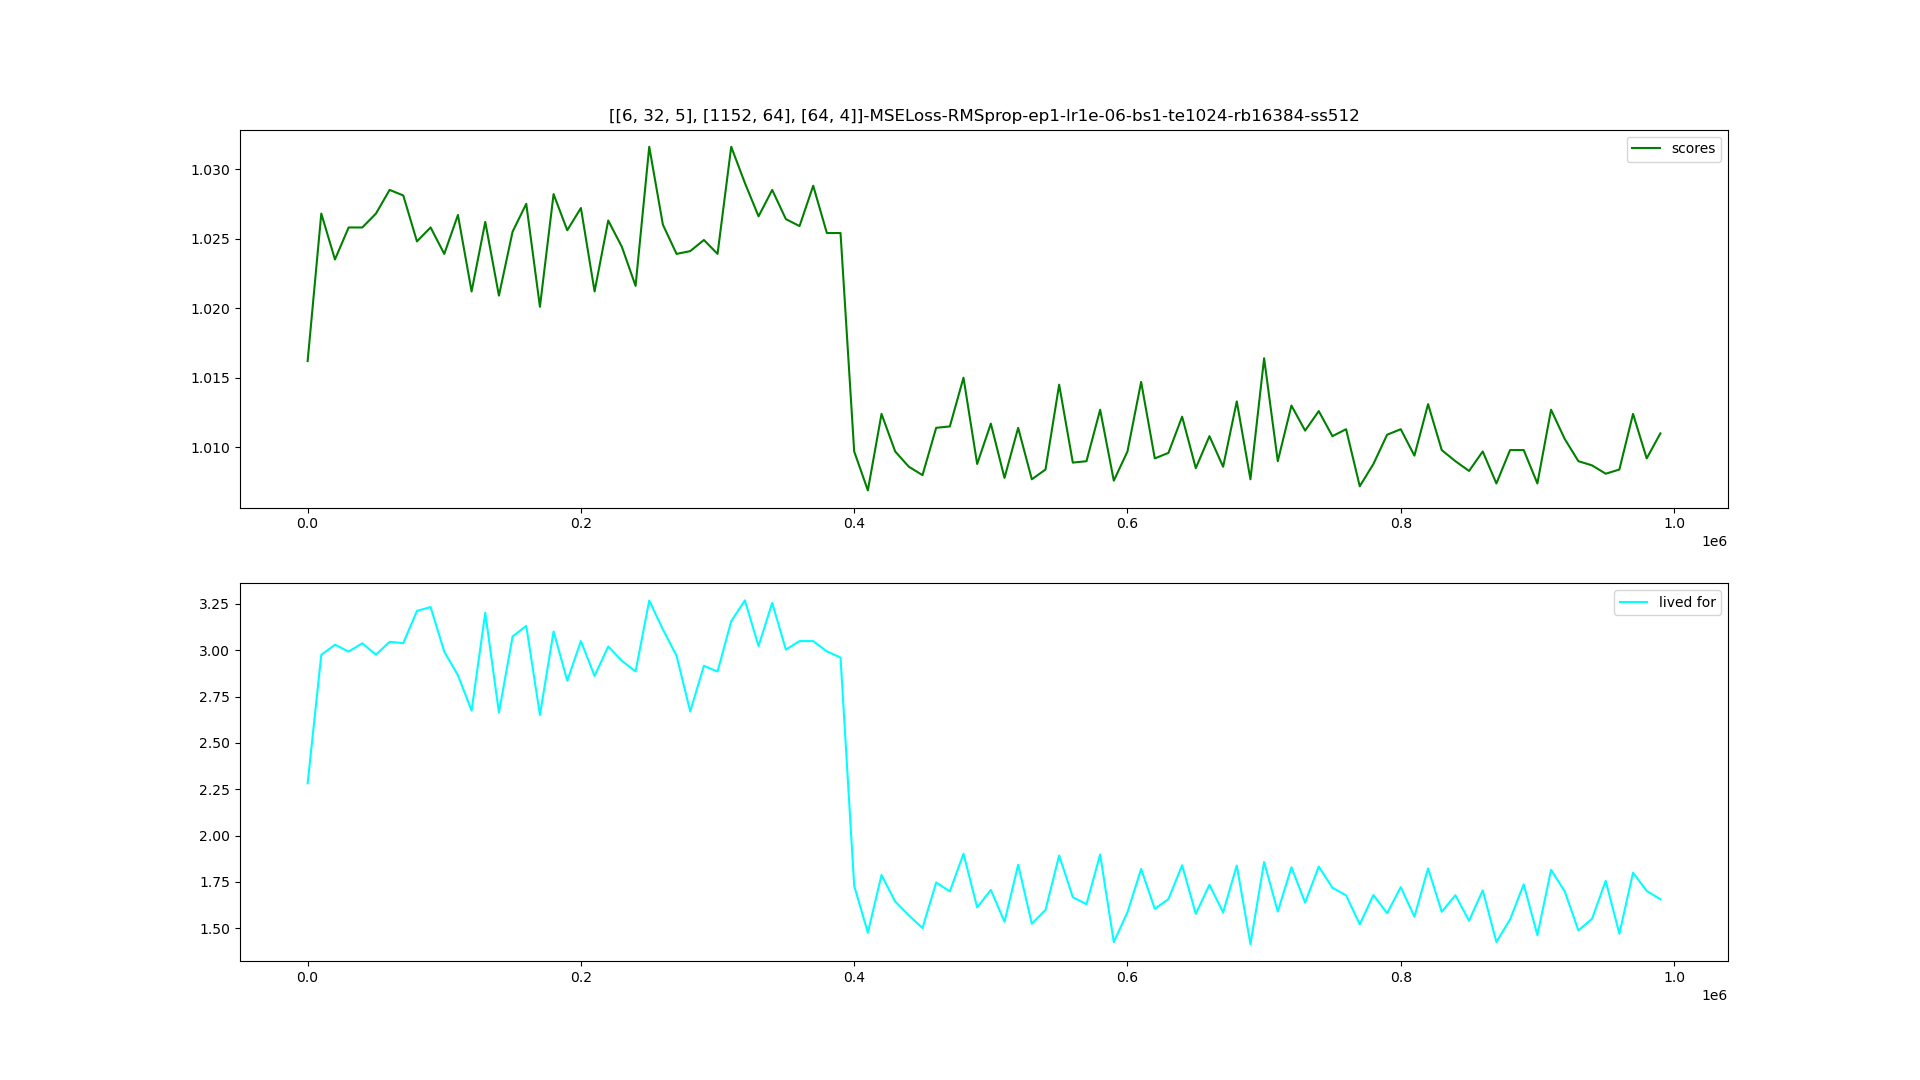 [[6, 32, 5], [1152, 64], [64, 4]]-MSELoss-RMSprop-ep1-lr1e-06-bs1-te1024-rb16384-ss512
scores
1.030
1.025
1.020
1.015
1.010
0.0 0.2 0.4 0.6 0.8 1.0
1e6
lived for
3.25
3.00
2.75
2.50
2.25
2.00
1.75
1.50
0.0 0.2 0.4 0.6 0.8 1.0
1e6